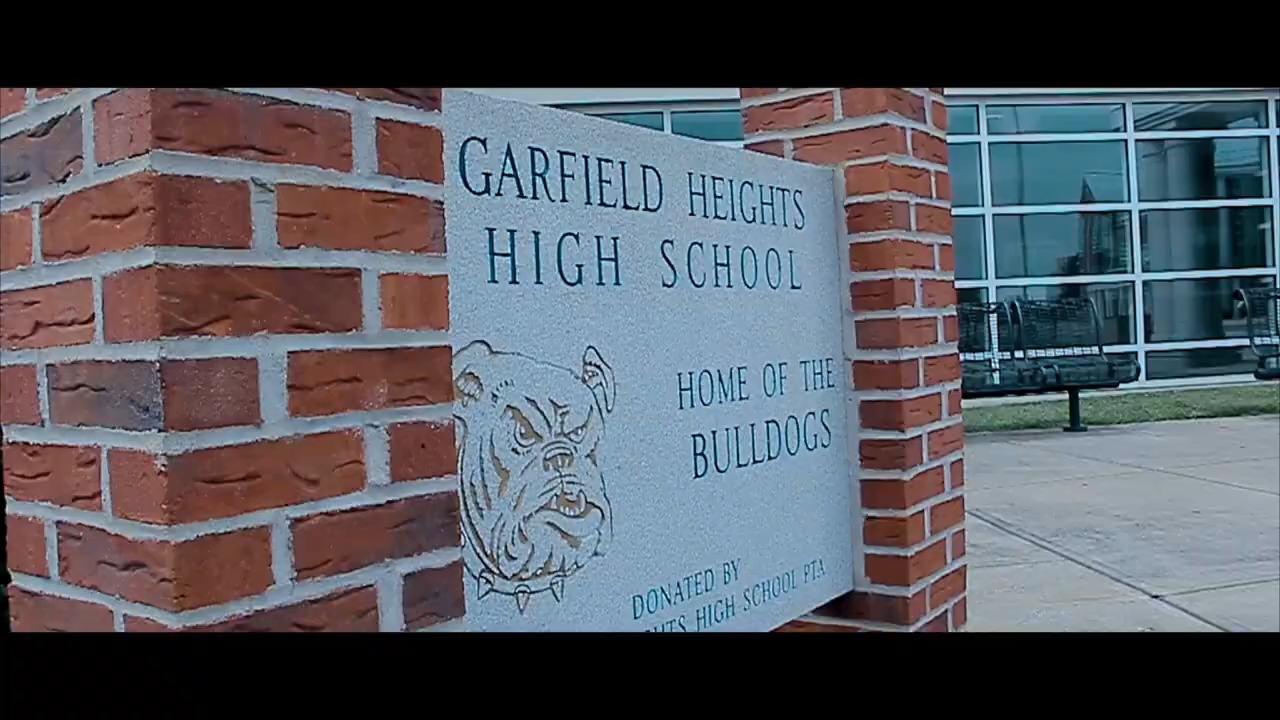 GARFIELD HEIGHTS
HIGH SCHOOL
HOME OF THE
BULLDOGS
DONATED BY
HIGH SCHOOL PTA